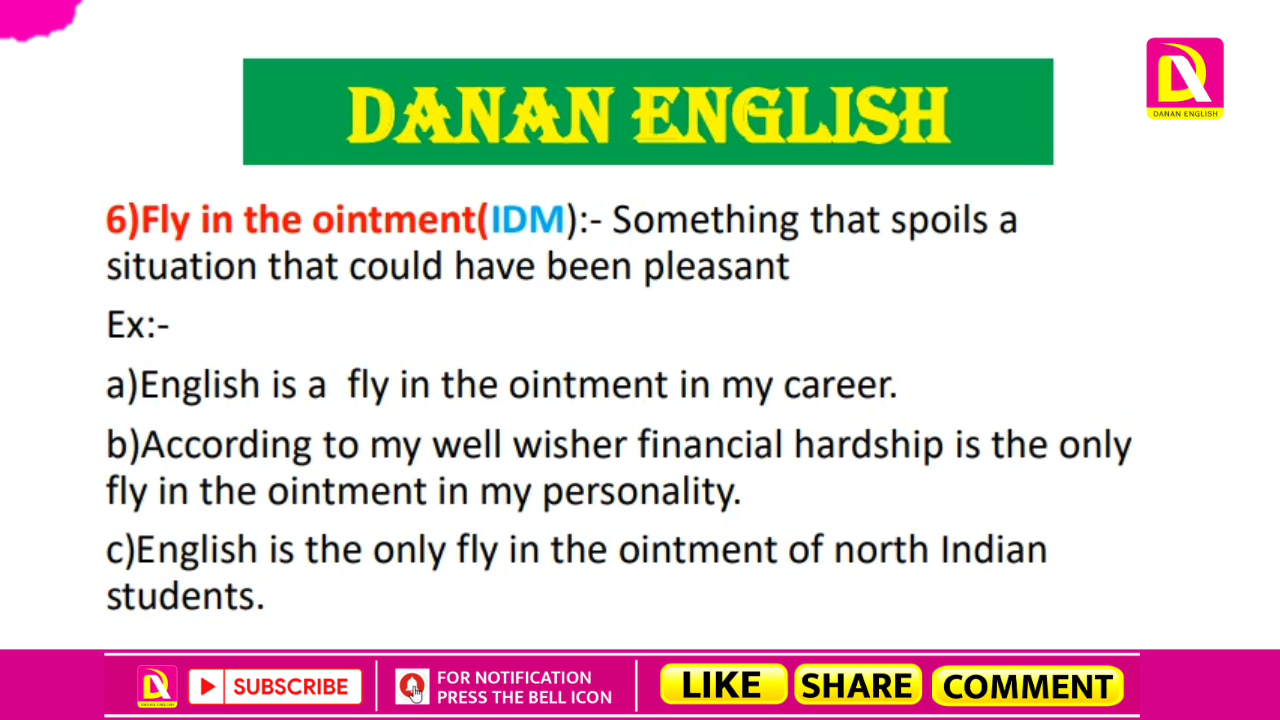 DANAN ENGLISH
DANAN ENGLISH
6)Fly in the ointment(IDM):- Something that spoils a
situation that could have been pleasant
Ex:-
a)English is a  fly in the ointment in my career.
b)According to my well wisher financial hardship is the only
fly in the ointment in my personality.
c)English is the only fly in the ointment of north Indian
students.
DANAN ENGLISH
SUBSCRIBE
FOR NOTIFICATION
PRESS THE BELL ICON
LIKE
SHARE
COMMENT